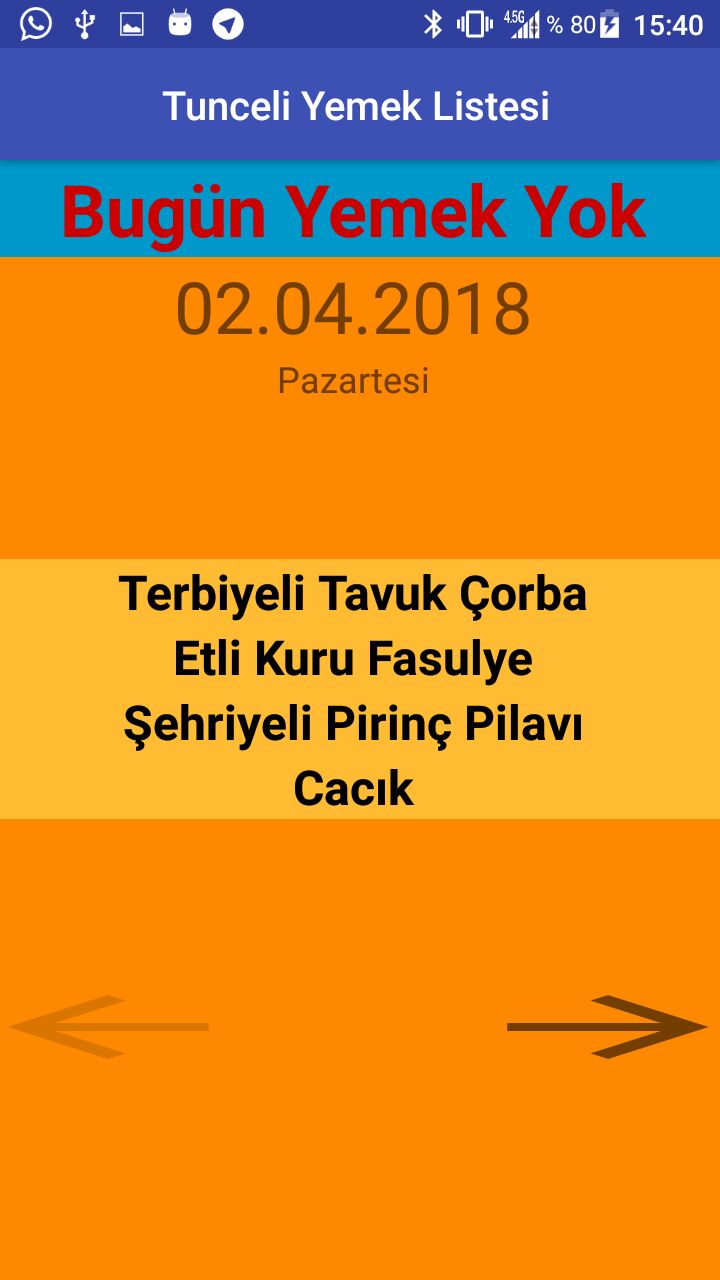 4.5G % 80 15:40
Tunceli Yemek Listesi
Bugün Yemek Yok
02.04.2018
Pazartesi
Terbiyeli Tavuk Çorba
Etli Kuru Fasulye
Şehriyeli Pirinç Pilavı
Cacık